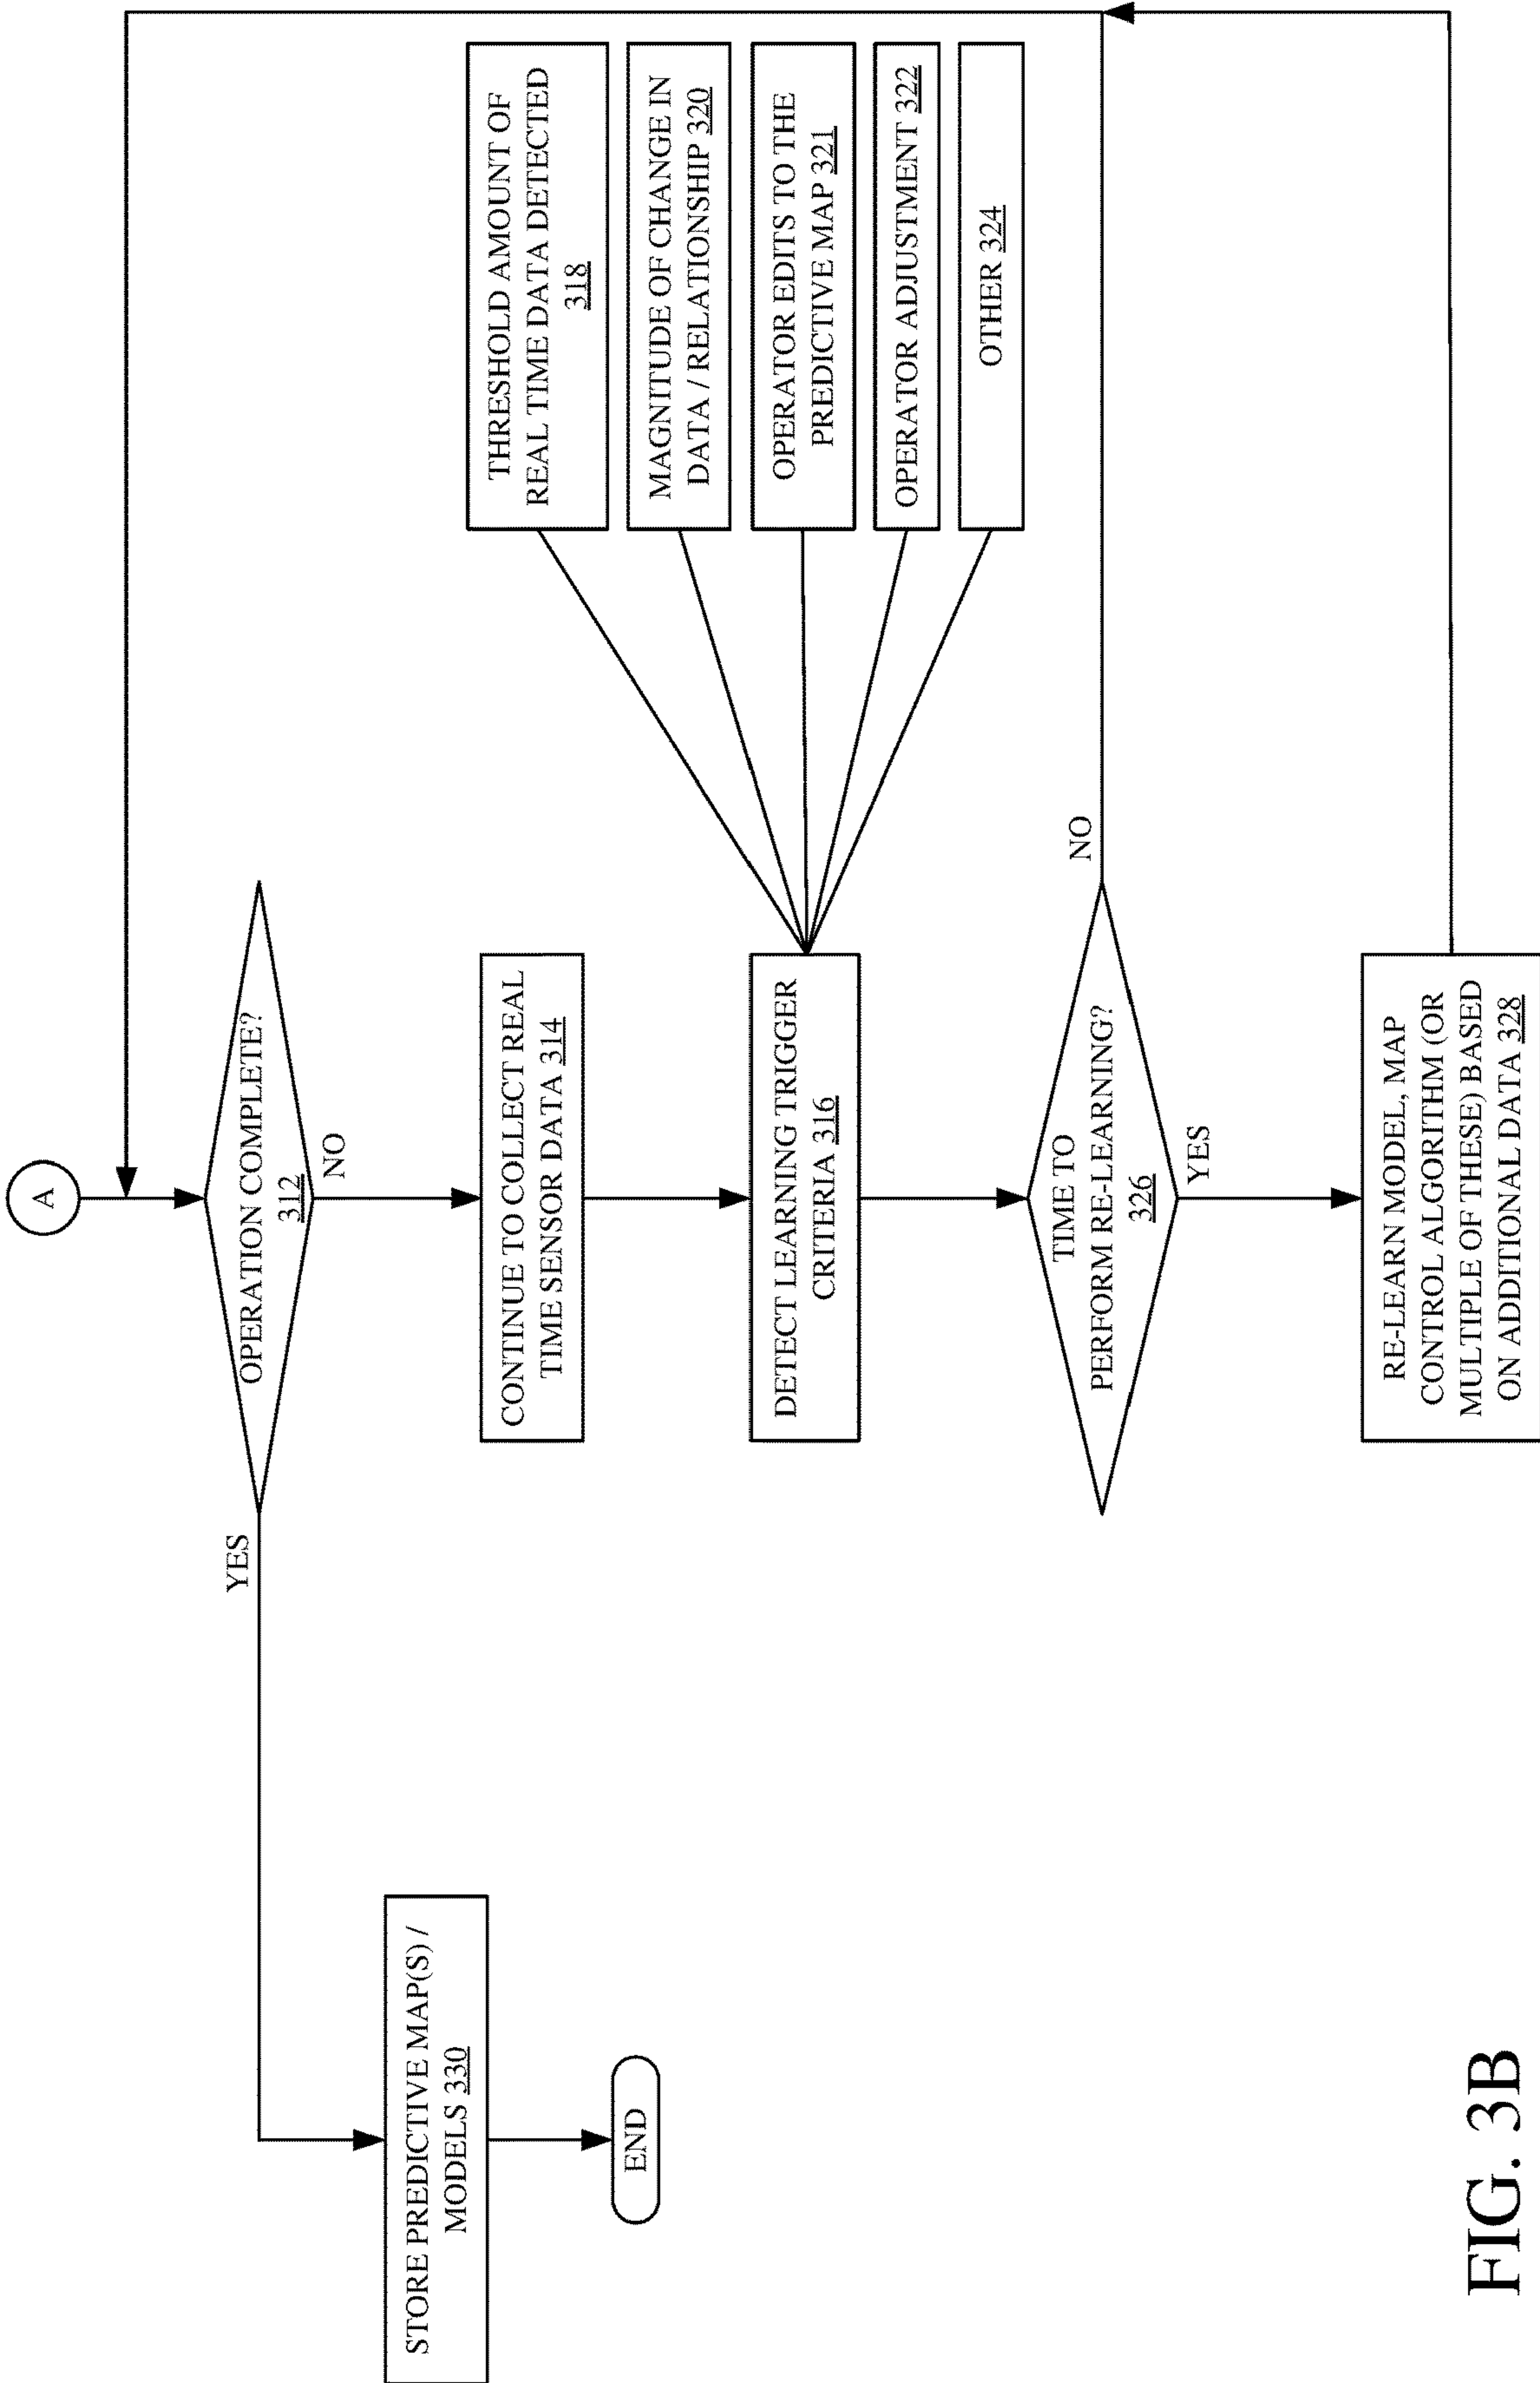 A
OPERATION COMPLETE?
312
YES
NO
STORE PREDICTIVE MAP(S) /
MODELS 330
END
CONTINUE TO COLLECT REAL
TIME SENSOR DATA 314
DETECT LEARNING TRIGGER
CRITERIA 316
THRESHOLD AMOUNT OF
REAL TIME DATA DETECTED
318
MAGNITUDE OF CHANGE IN
DATA / RELATIONSHIP 320
OPERATOR EDITS TO THE
PREDICTIVE MAP 321
OPERATOR ADJUSTMENT 322
OTHER 324
TIME TO
PERFORM RE-LEARNING?
326
NO
YES
RE-LEARN MODEL, MAP
CONTROL ALGORITHM (OR
MULTIPLE OF THESE) BASED
ON ADDITIONAL DATA 328
FIG. 3B